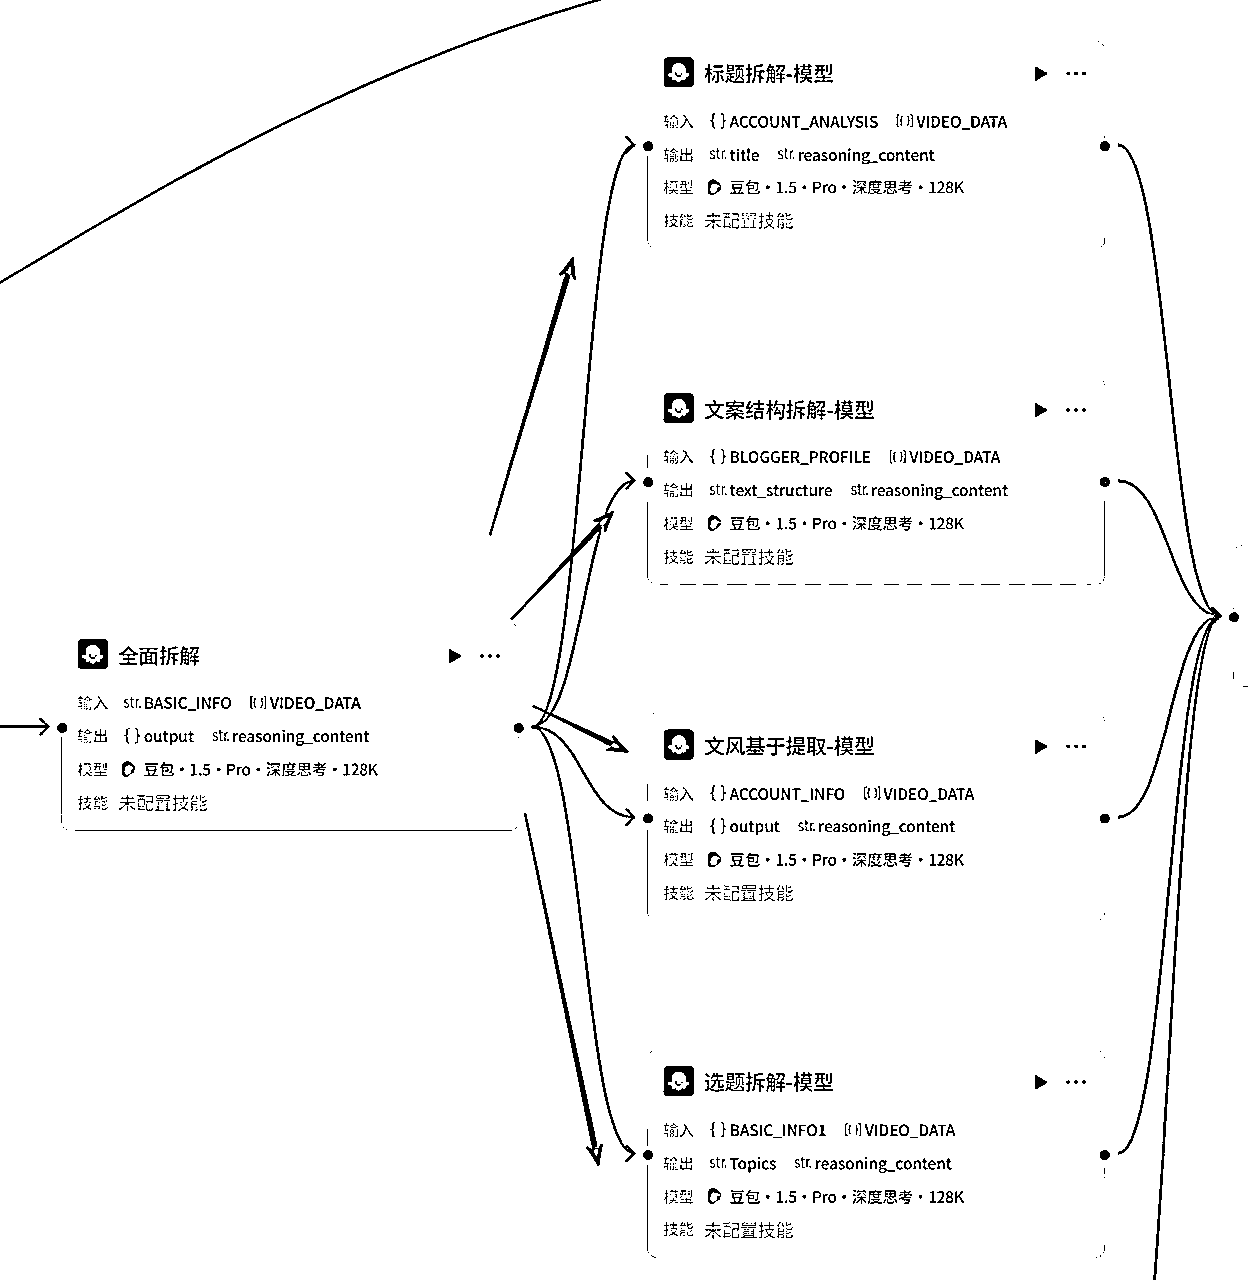 标题拆解-模型
输入 { } ACCOUNT_ANALYSIS [{}] VIDEO_DATA
输出 str. title str. reasoning_content
模型 豆包·1.5·Pro·深度思考·128K
技能 未配置技能
文案结构拆解-模型
输入 { } BLOGGER_PROFILE [{}] VIDEO_DATA
输出 str. text_structure str. reasoning_content
模型 豆包·1.5·Pro·深度思考·128K
技能 未配置技能
全面拆解
输入 str. BASIC_INFO [{}] VIDEO_DATA
输出 { } output str. reasoning_content
模型 豆包·1.5·Pro·深度思考·128K
技能 未配置技能
文风基于提取-模型
输入 { } ACCOUNT_INFO [{}] VIDEO_DATA
输出 { } output str. reasoning_content
模型 豆包·1.5·Pro·深度思考·128K
技能 未配置技能
选题拆解-模型
输入 { } BASIC_INFO1 [{}] VIDEO_DATA
输出 str. Topics str. reasoning_content
模型 豆包·1.5·Pro·深度思考·128K
技能 未配置技能